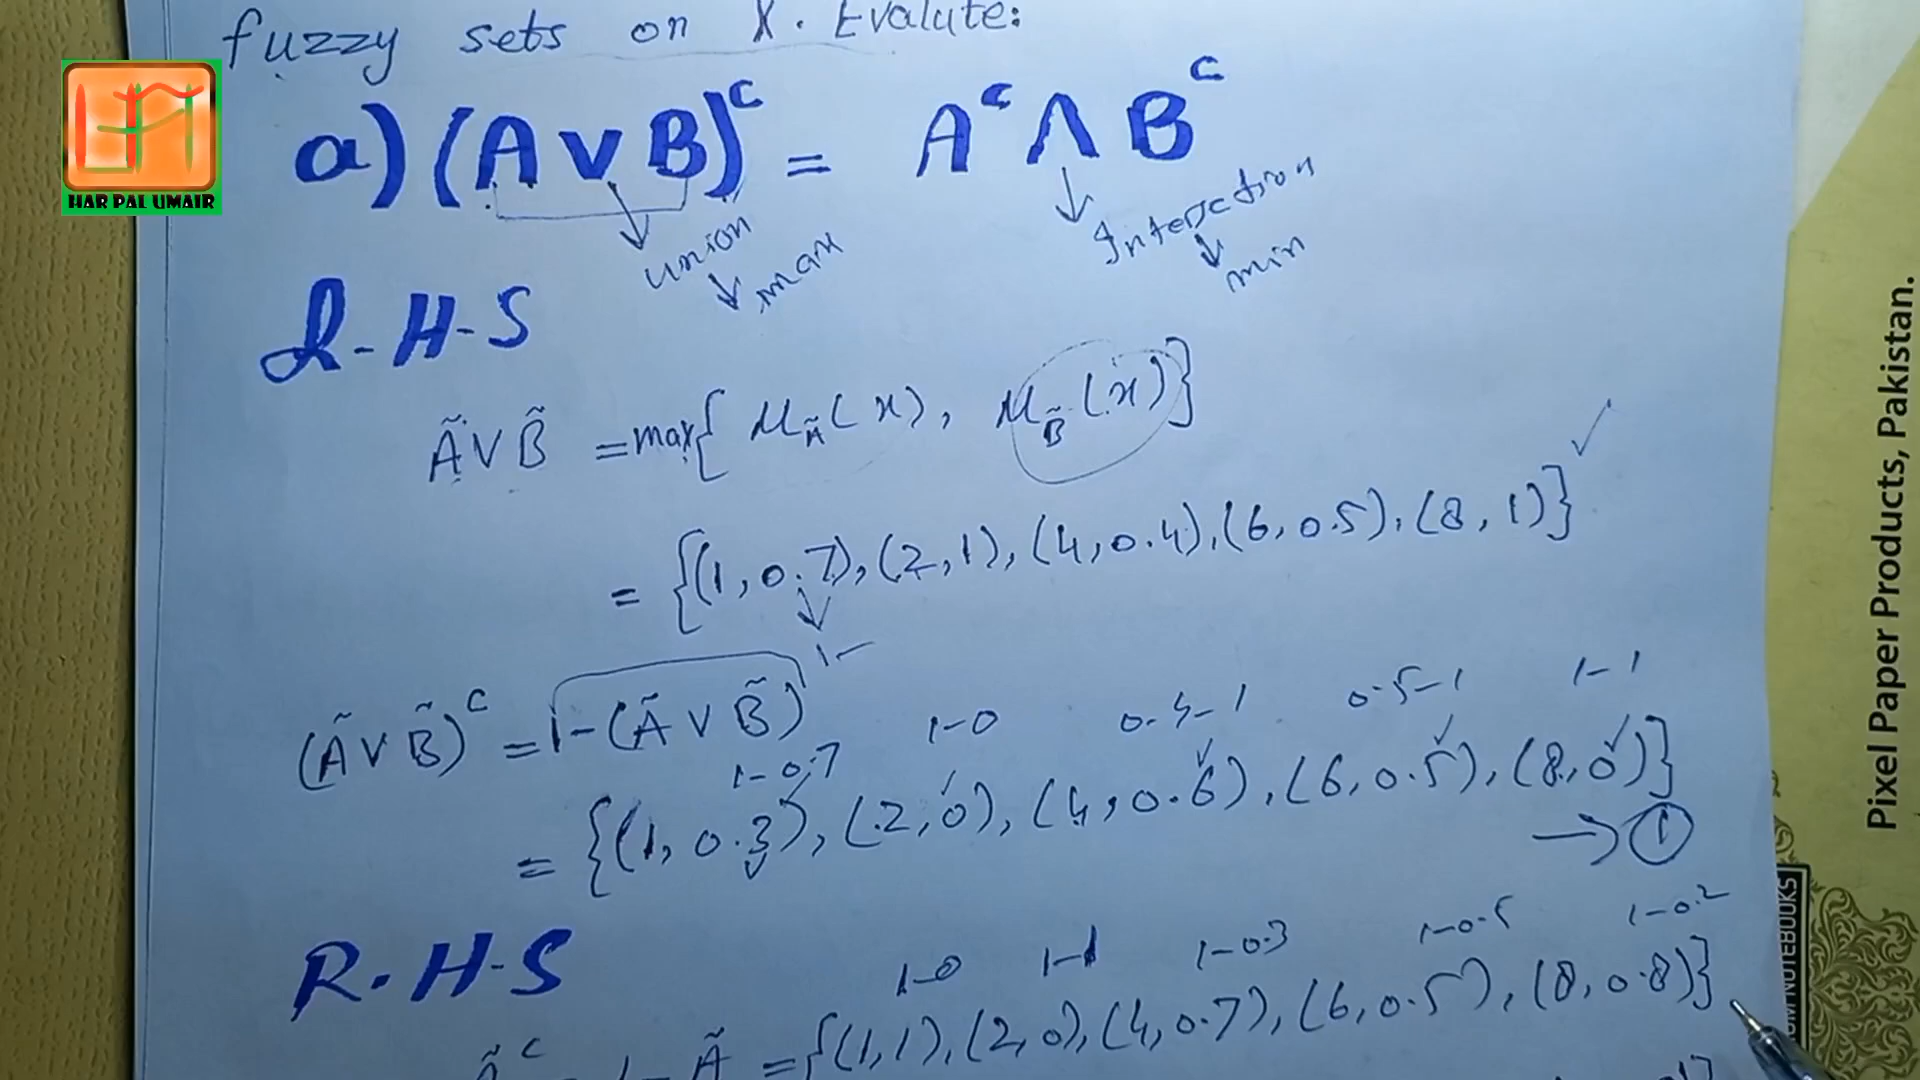 fuzzy sets on X. Evalute:
a) (A ∨ B)ᶜ = Aᶜ ∧ Bᶜ
union
max
Intersection
min
HAR PAL UMAIR
L-H-S
Ã ∨ B̃ = max{ μ_Ã(x), μ_B̃(x)}
= {(1, 0.7), (2, 1), (4, 0.4), (6, 0.5), (8, 1)}
1-
(Ã ∨ B̃)ᶜ = 1-(Ã ∨ B̃)
1-0.7 1-0 0.4-1 0.5-1 1-1
= {(1, 0.3), (2, 0), (4, 0.6), (6, 0.5), (8, 0)}
→ ①
R.H-S
1-0 1-1 1-0.3 1-0.5 1-0.2
Ãᶜ = 1 - Ã = {(1, 1), (2, 0), (4, 0.7), (6, 0.5), (8, 0.8)}
Pixel Paper Products, Pakistan.
NOTEBOOKS